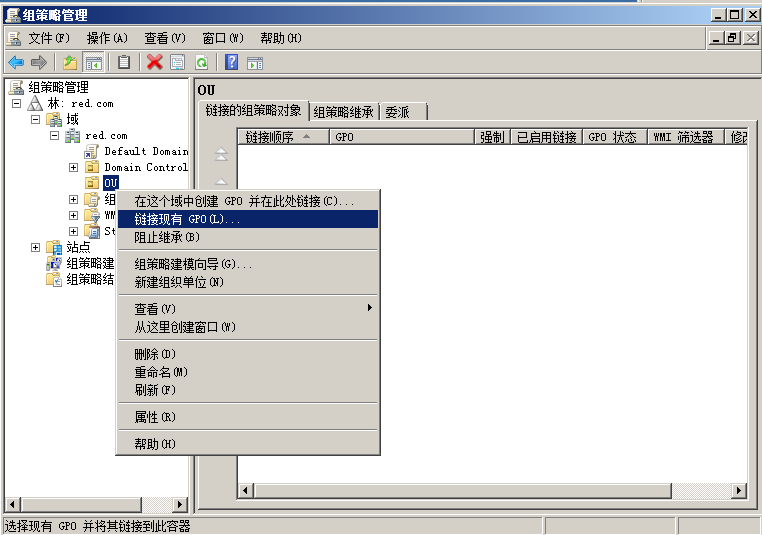 组策略管理
文件(F) 操作(A) 查看(V) 窗口(W) 帮助(H)
组策略管理
林: red.com
域
red.com
Default Domain
Domain Control
OU
组
WM
St
站点
组策略建
组策略结
OU
链接的组策略对象 组策略继承 委派
链接顺序 GPO 强制 已启用链接 GPO 状态 WMI 筛选器 修改
在这个域中创建 GPO 并在此处链接(C)...
链接现有 GPO(L)...
阻止继承(B)
组策略建模向导(G)...
新建组织单位(N)
查看(V)
从这里创建窗口(W)
删除(D)
重命名(M)
刷新(F)
属性(R)
帮助(H)
选择现有 GPO 并将其链接到此容器